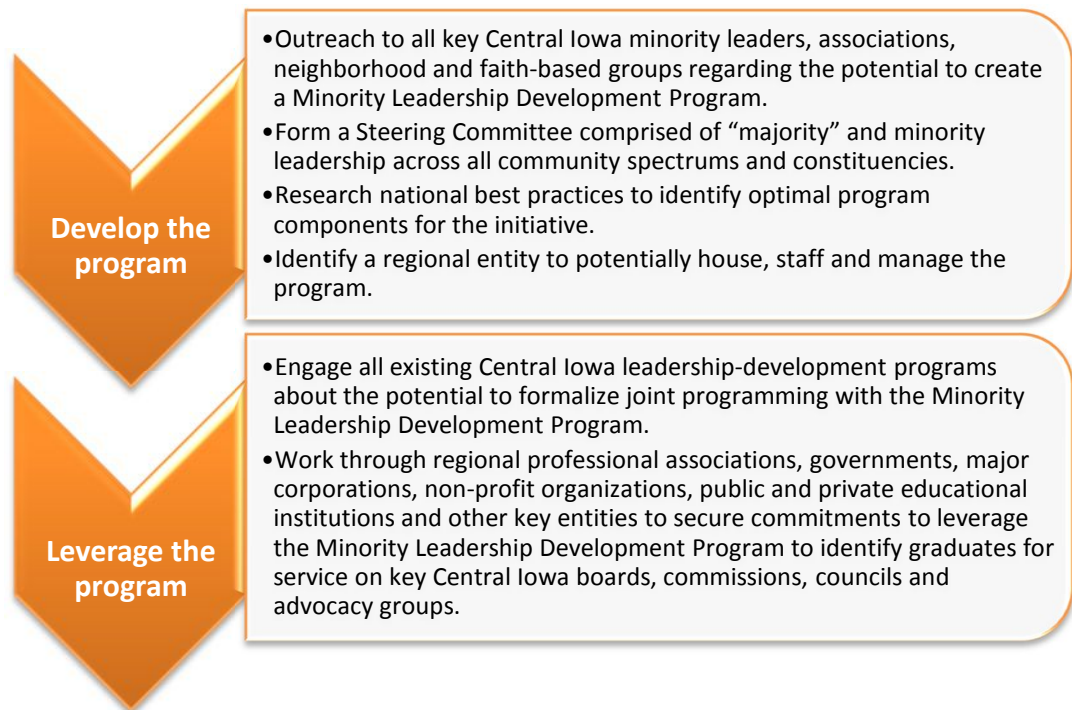 •Outreach to all key Central Iowa minority leaders, associations,
neighborhood and faith-based groups regarding the potential to create
a Minority Leadership Development Program.
•Form a Steering Committee comprised of “majority” and minority
leadership across all community spectrums and constituencies.
•Research national best practices to identify optimal program
components for the initiative.
•Identify a regional entity to potentially house, staff and manage the
program.
Develop the
program
•Engage all existing Central Iowa leadership-development programs
about the potential to formalize joint programming with the Minority
Leadership Development Program.
•Work through regional professional associations, governments, major
corporations, non-profit organizations, public and private educational
institutions and other key entities to secure commitments to leverage
the Minority Leadership Development Program to identify graduates for
service on key Central Iowa boards, commissions, councils and
advocacy groups.
Leverage the
program